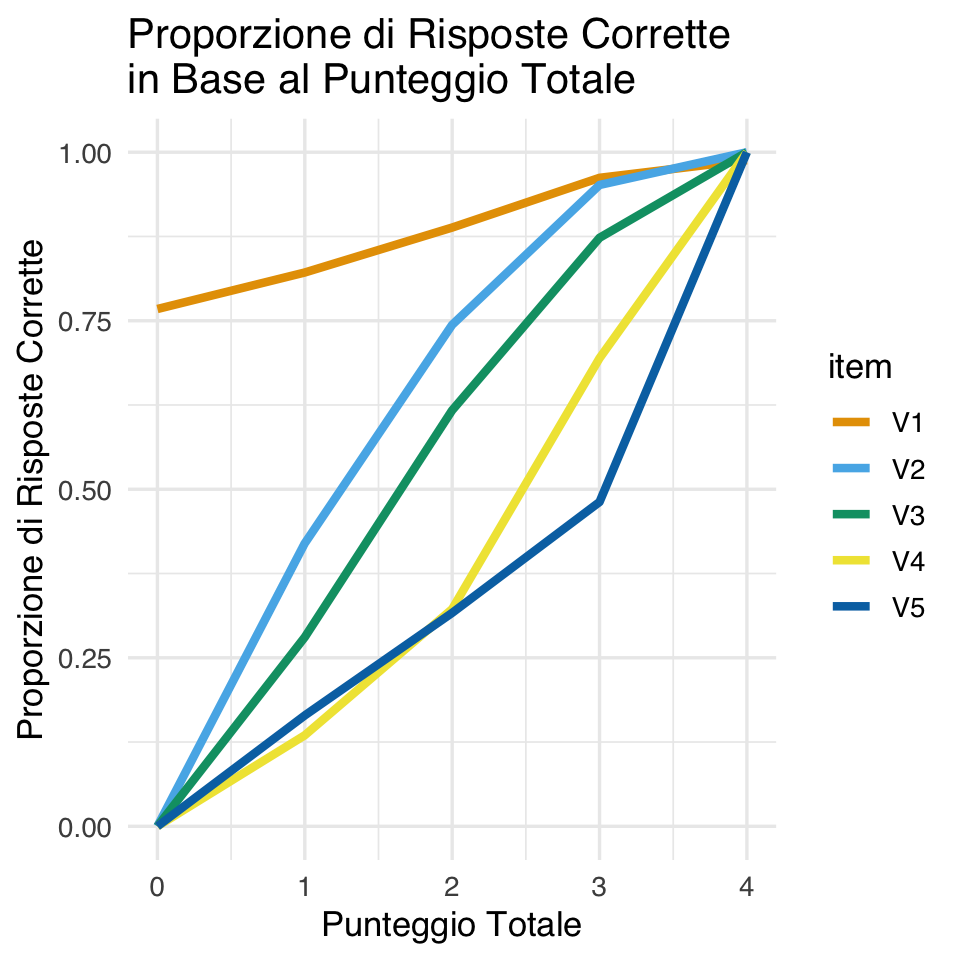 Proporzione di Risposte Corrette
in Base al Punteggio Totale
Proporzione di Risposte Corrette
1.00
0.75
0.50
0.25
0.00
0 1 2 3 4
Punteggio Totale
item
V1
V2
V3
V4
V5